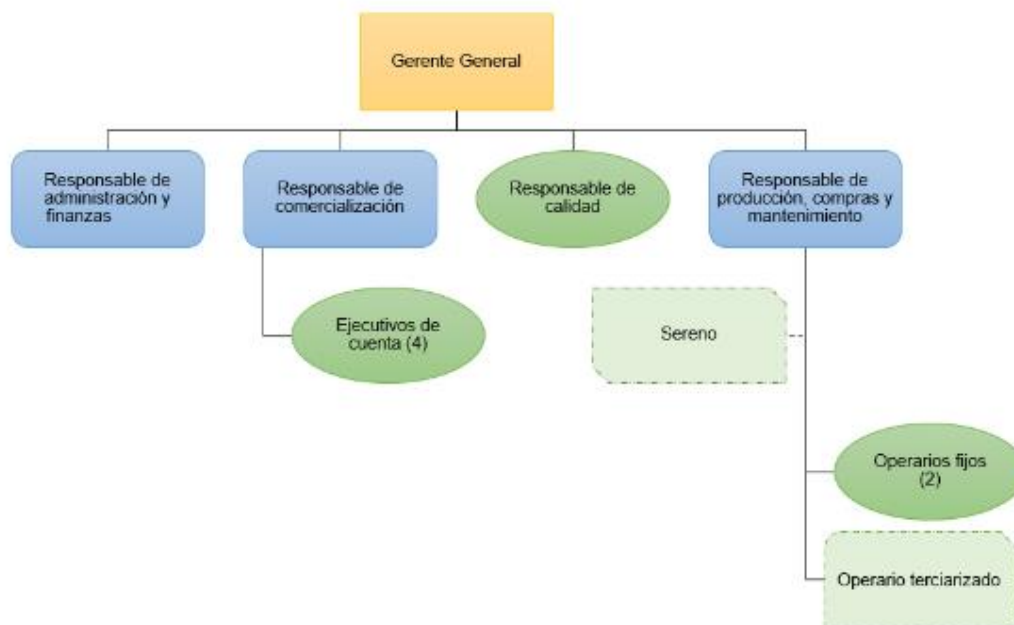 Gerente General
Responsable de
administración y
finanzas
Responsable de
comercialización
Responsable de
calidad
Responsable de
producción, compras y
mantenimiento
Ejecutivos de
cuenta (4)
Sereno
Operarios fijos
(2)
Operario terciarizado